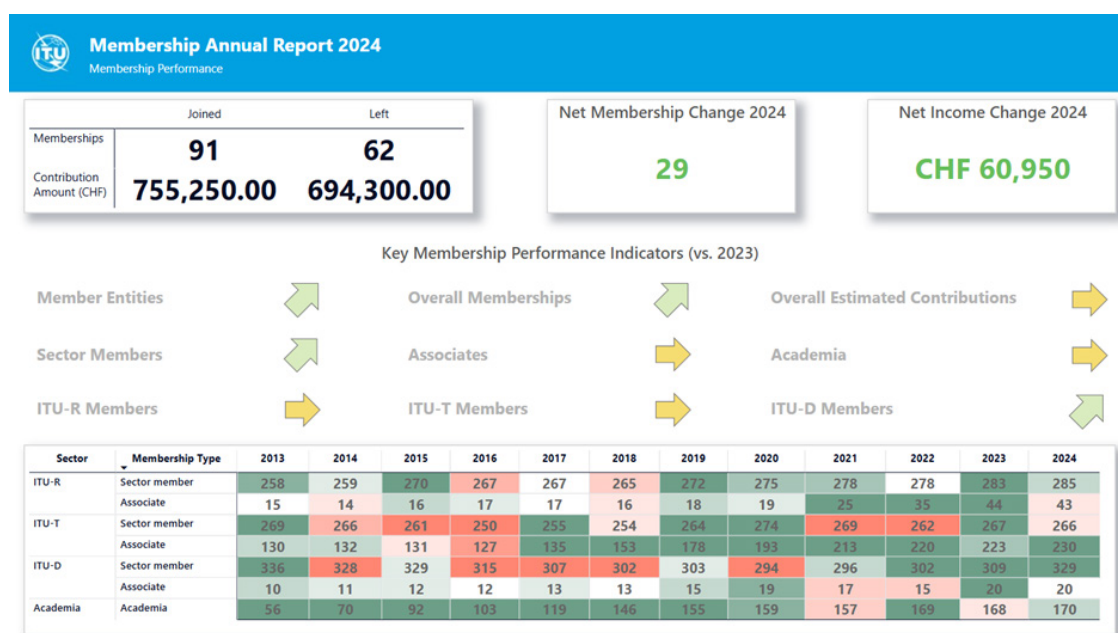 ITU
Membership Annual Report 2024
Membership Performance
Joined Left
Memberships 91 62
Contribution
Amount (CHF) 755,250.00 694,300.00
Net Membership Change 2024
29
Net Income Change 2024
CHF 60,950
Key Membership Performance Indicators (vs. 2023)
Member Entities Overall Memberships Overall Estimated Contributions
Sector Members Associates Academia
ITU-R Members ITU-T Members ITU-D Members
Sector Membership Type 2013 2014 2015 2016 2017 2018 2019 2020 2021 2022 2023 2024
ITU-R Sector member 258 259 270 267 267 265 272 275 278 278 283 285
Associate 15 14 16 17 17 16 18 19 25 35 44 43
ITU-T Sector member 269 266 261 250 255 254 264 274 269 262 267 266
Associate 130 132 131 127 135 153 178 193 213 220 223 230
ITU-D Sector member 336 328 329 315 307 302 303 294 296 302 309 329
Associate 10 11 12 12 13 13 15 19 17 15 20 20
Academia Academia 56 70 92 103 119 146 155 159 157 169 168 170